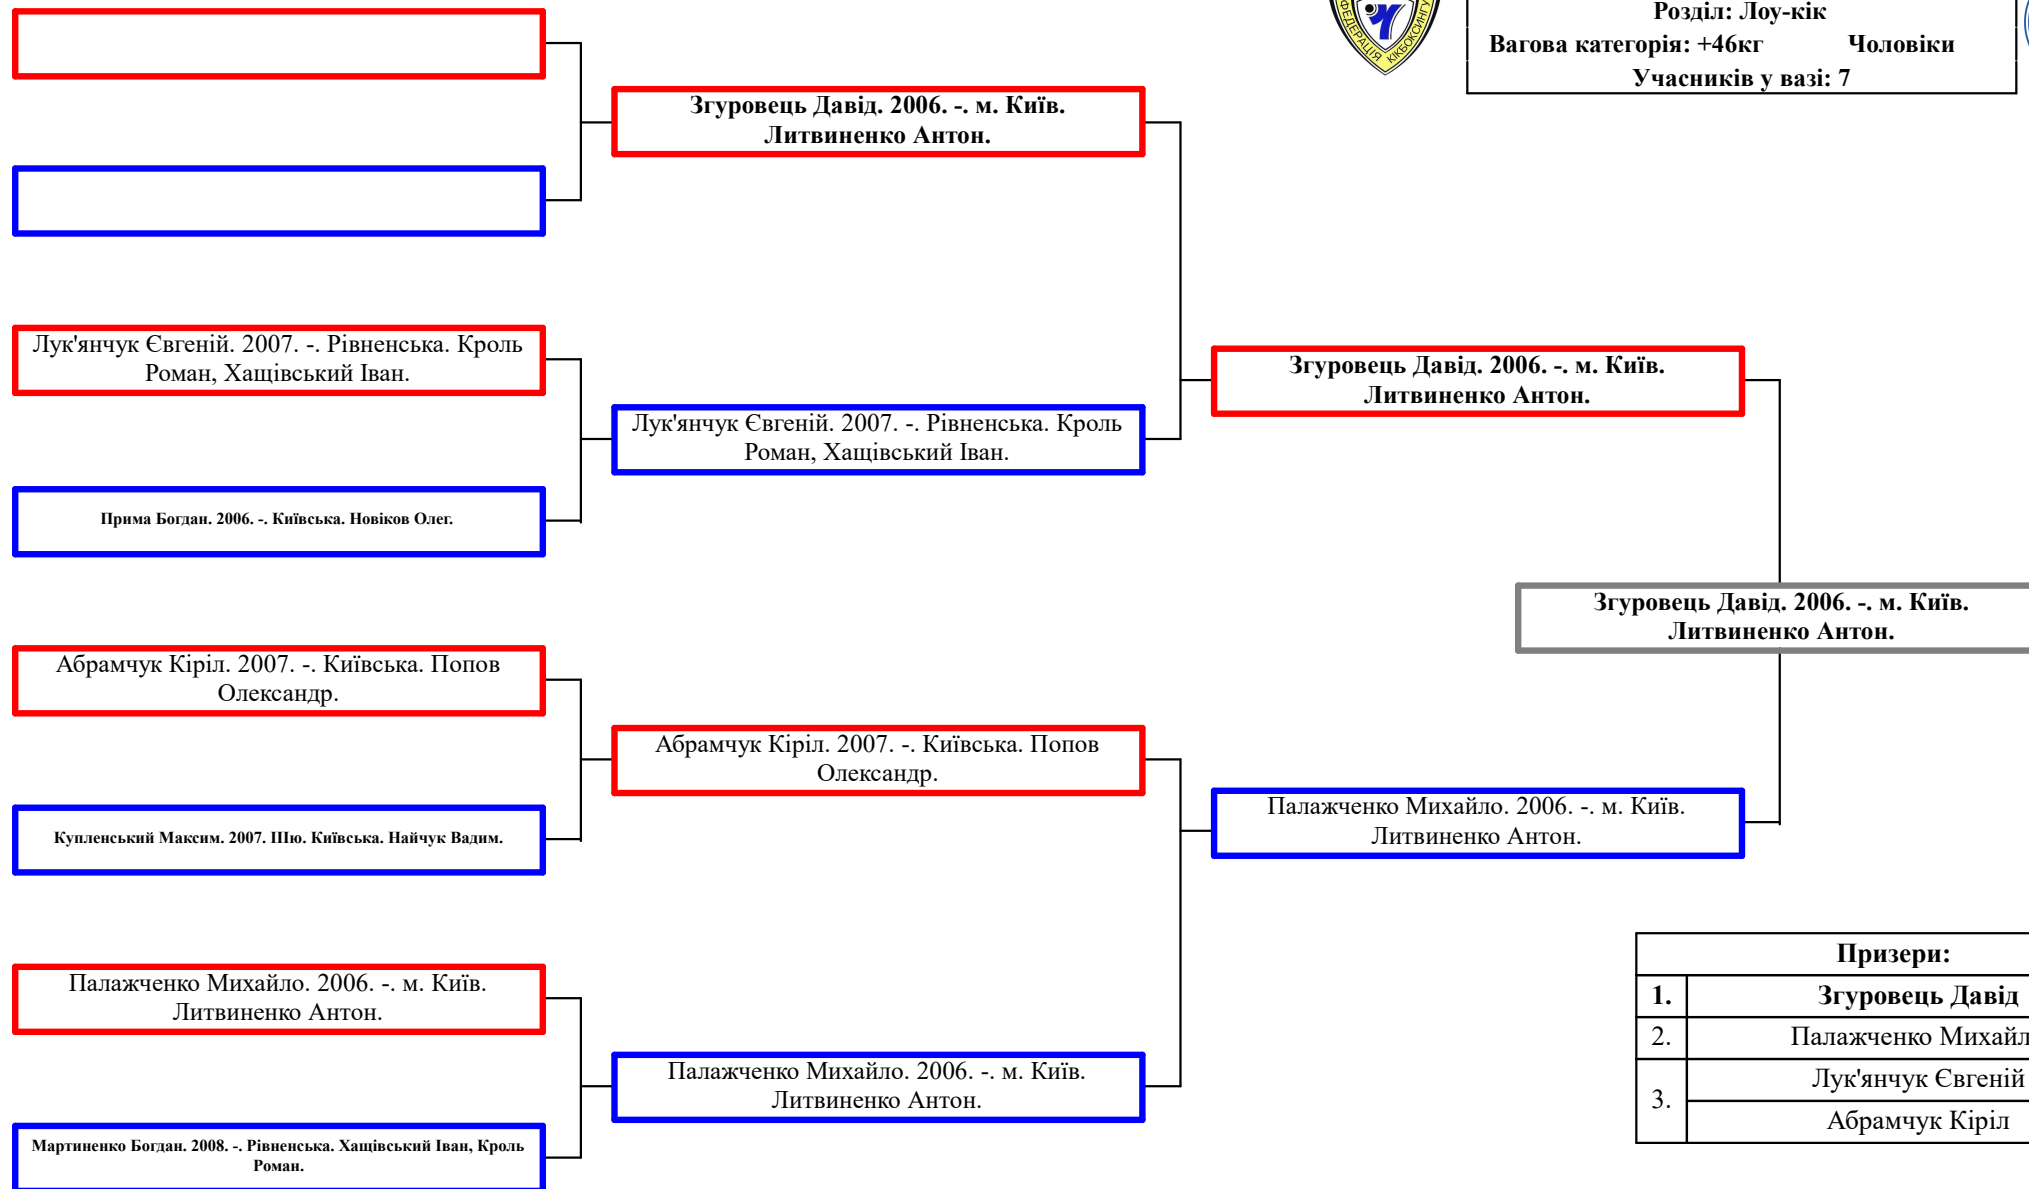 ФЕДЕРАЦІЯ КІКБОКСИНГУ
Розділ: Лоу-кік
Вагова категорія: +46кг Чоловіки
Учасників у вазі: 7
Згуровець Давід. 2006. -. м. Київ.
Литвиненко Антон.
Лук'янчук Євгеній. 2007. -. Рівненська. Кроль
Роман, Хащівський Іван.
Згуровець Давід. 2006. -. м. Київ.
Литвиненко Антон.
Лук'янчук Євгеній. 2007. -. Рівненська. Кроль
Роман, Хащівський Іван.
Прима Богдан. 2006. -. Київська. Новіков Олег.
Згуровець Давід. 2006. -. м. Київ.
Литвиненко Антон.
Абрамчук Кіріл. 2007. -. Київська. Попов
Олександр.
Абрамчук Кіріл. 2007. -. Київська. Попов
Олександр.
Палажченко Михайло. 2006. -. м. Київ.
Литвиненко Антон.
Купленський Максим. 2007. ІІІю. Київська. Найчук Вадим.
Палажченко Михайло. 2006. -. м. Київ.
Литвиненко Антон.
Палажченко Михайло. 2006. -. м. Київ.
Литвиненко Антон.
Мартиненко Богдан. 2008. -. Рівненська. Хащівський Іван, Кроль
Роман.
Призери:
1. Згуровець Давід
2. Палажченко Михайл
3. Лук'янчук Євгеній
Абрамчук Кіріл